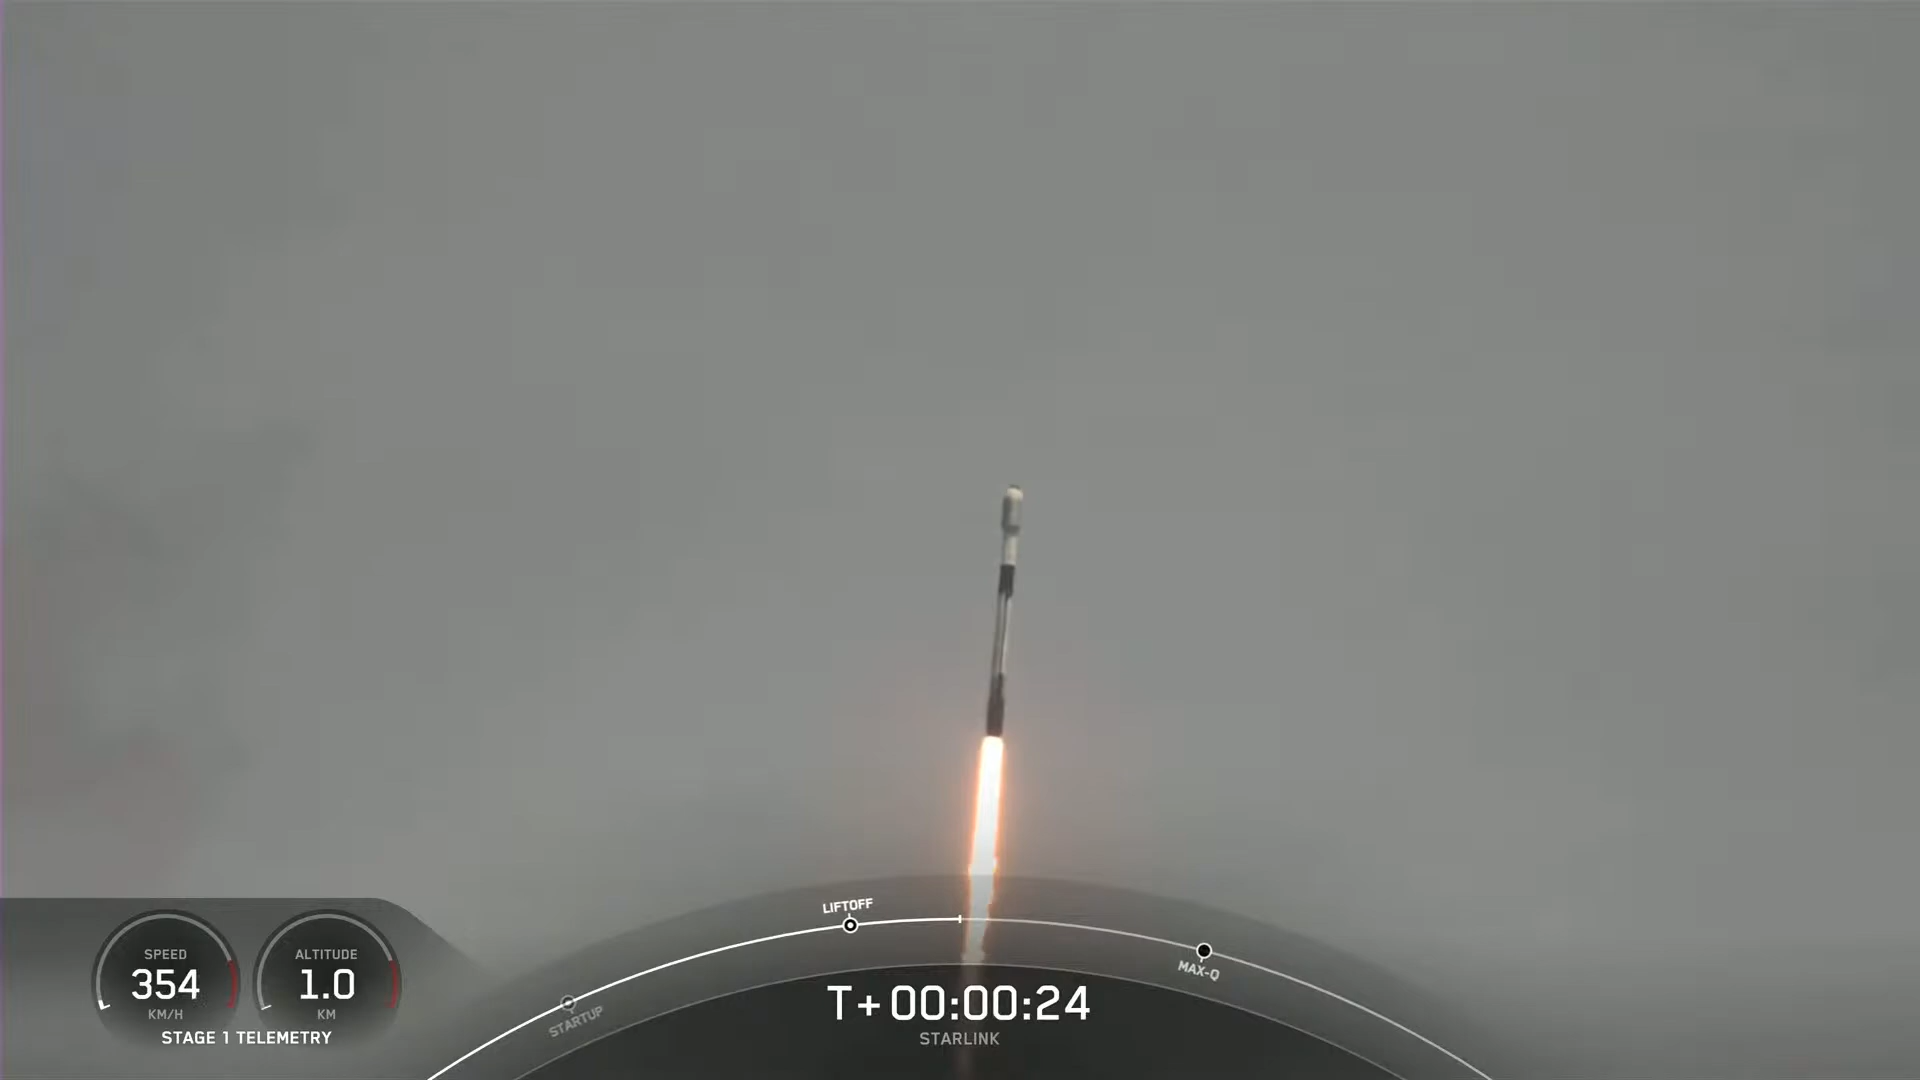 LIFTOFF
MAX-Q
STARTUP
SPEED
354
KM/H
ALTITUDE
1.0
KM
STAGE 1 TELEMETRY
T+00:00:24
STARLINK